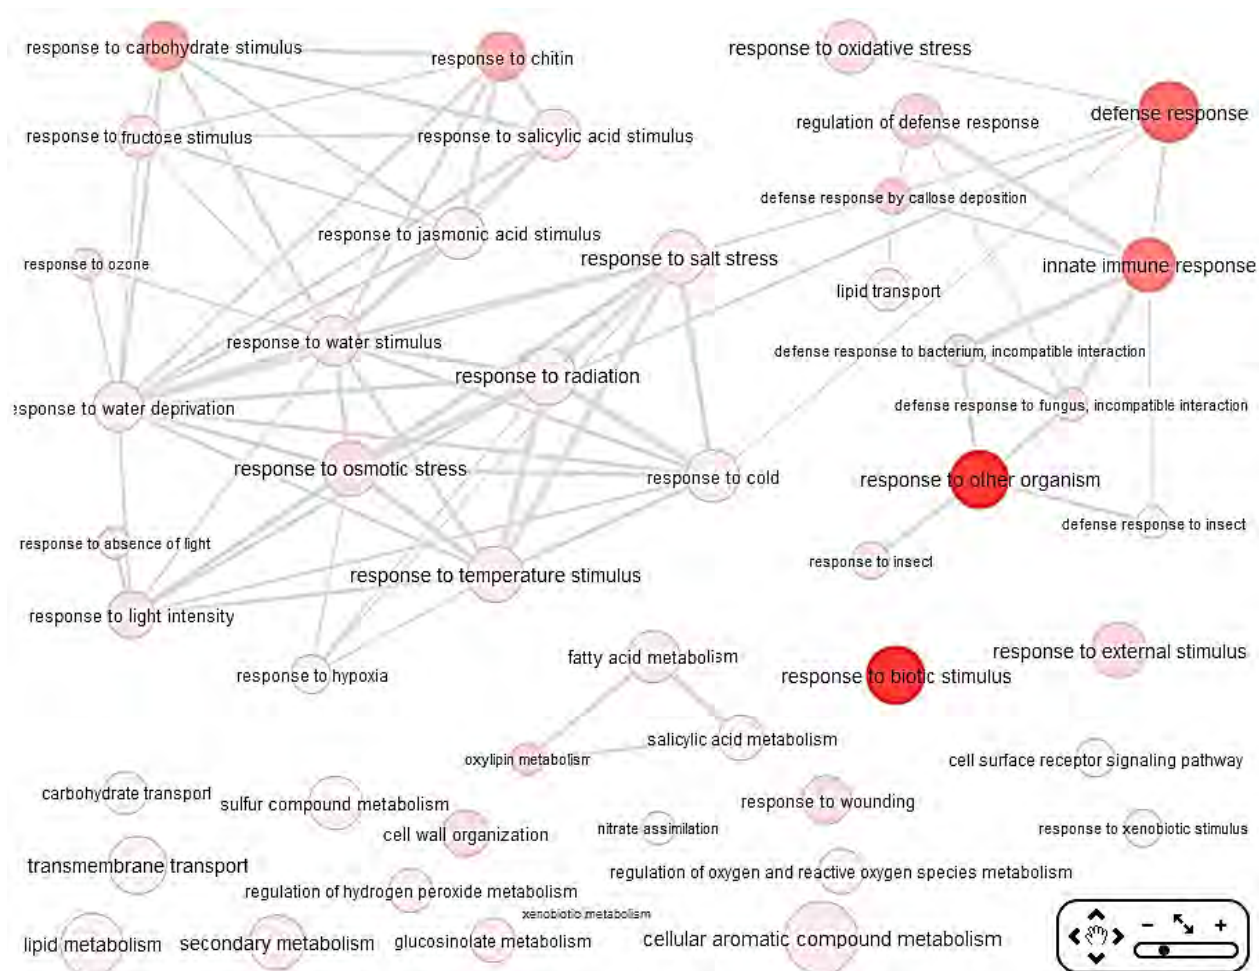 response to carbohydrate stimulus
response to chitin
response to oxidative stress
defense response
regulation of defense response
response to fructose stimulus
response to salicylic acid stimulus
defense response by callose deposition
response to jasmonic acid stimulus
response to salt stress
response to ozone
innate immune response
lipid transport
response to water stimulus
defense response to bacterium, incompatible interaction
response to radiation
esponse to water deprivation
defense response to fungus, incompatible interaction
response to osmotic stress
response to cold
response to other organism
defense response to insect
response to absence of light
response to insect
response to temperature stimulus
response to light intensity
fatty acid metabolism
response to external stimulus
response to hypoxia
response to biotic stimulus
salicylic acid metabolism
oxylipin metabolism
cell surface receptor signaling pathway
carbohydrate transport
sulfur compound metabolism
response to wounding
cell wall organization
nitrate assimilation
response to xenobiotic stimulus
transmembrane transport
regulation of oxygen and reactive oxygen species metabolism
regulation of hydrogen peroxide metabolism
xenobiotic metabolism
lipid metabolism
secondary metabolism
glucosinolate metabolism
cellular aromatic compound metabolism